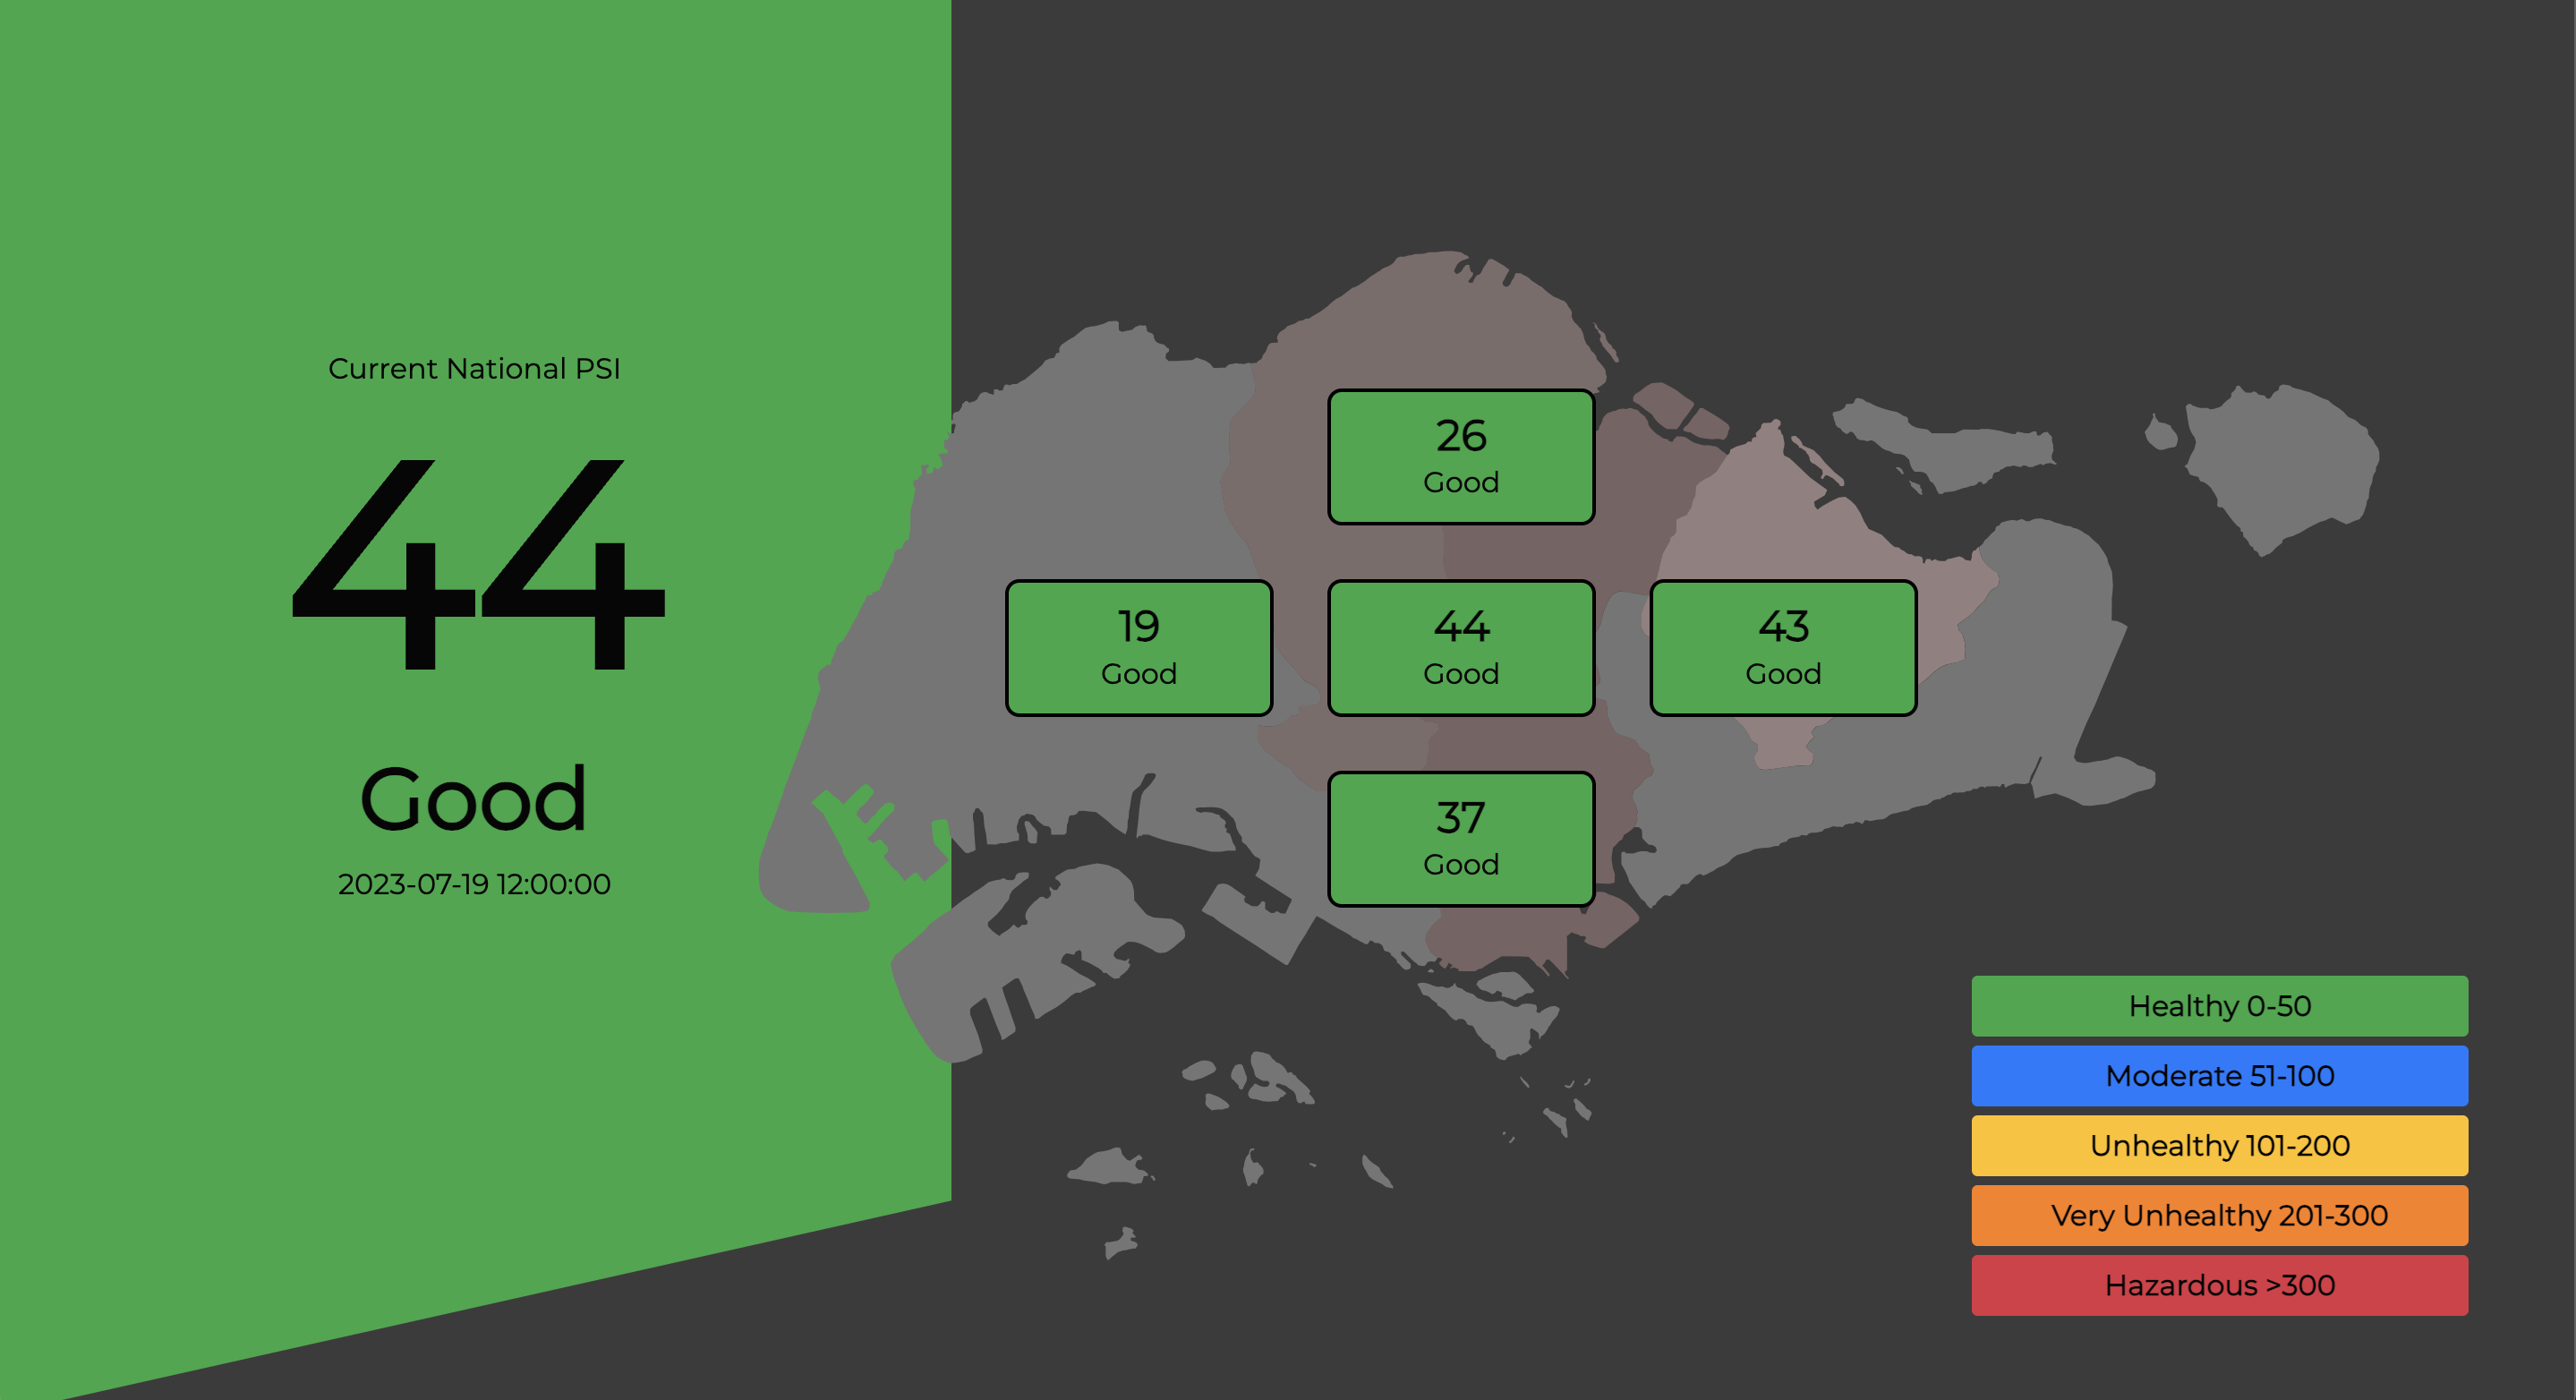 Current National PSI
44
Good
2023-07-19 12:00:00
26
Good
19
Good
44
Good
43
Good
37
Good
Healthy 0-50
Moderate 51-100
Unhealthy 101-200
Very Unhealthy 201-300
Hazardous >300